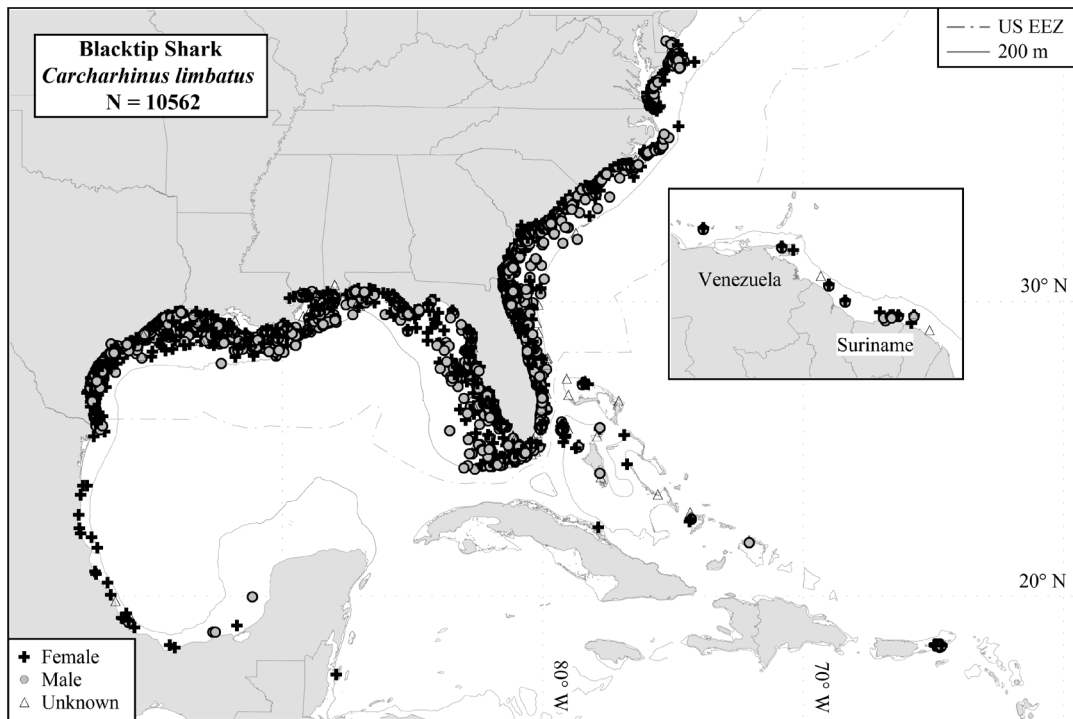 Blacktip Shark
Carcharhinus limbatus
N = 10562
US EEZ
200 m
Venezuela
Suriname
30° N
20° N
80° W
70° W
Female
Male
Unknown